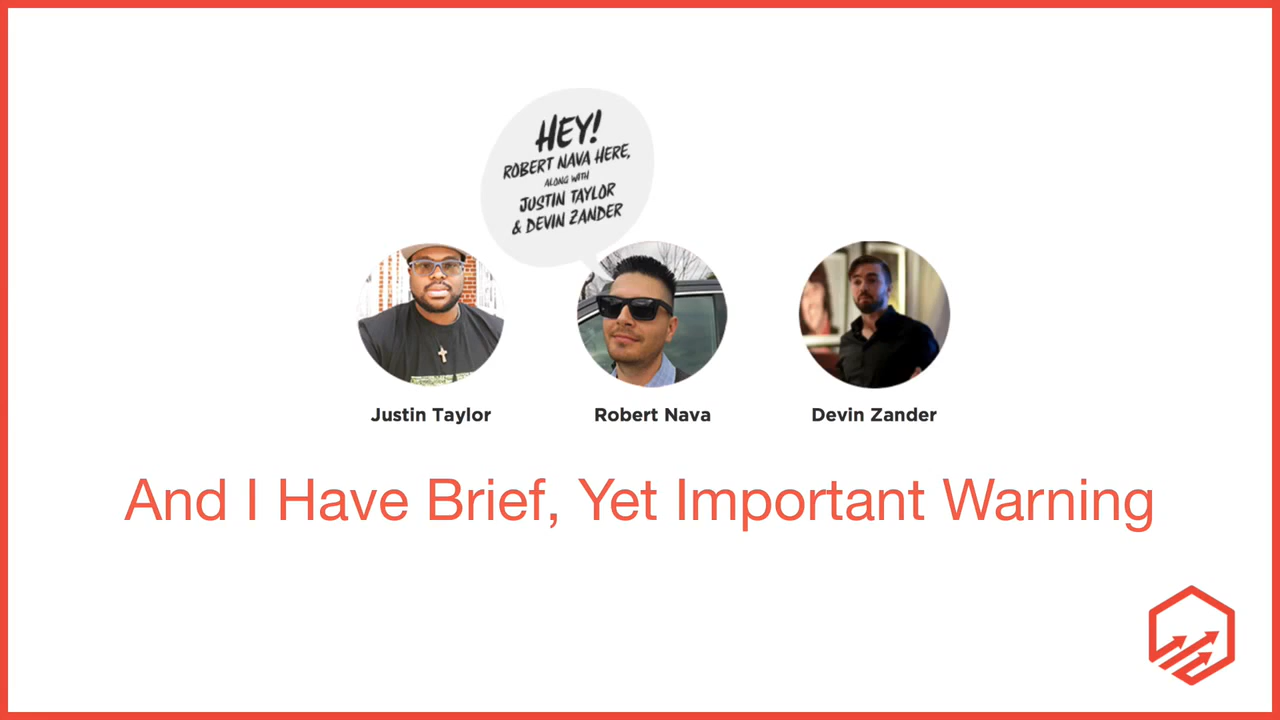 HEY!
ROBERT NAVA HERE,
ALONG WITH
JUSTIN TAYLOR
& DEVIN ZANDER
Justin Taylor
Robert Nava
Devin Zander
And I Have Brief, Yet Important Warning